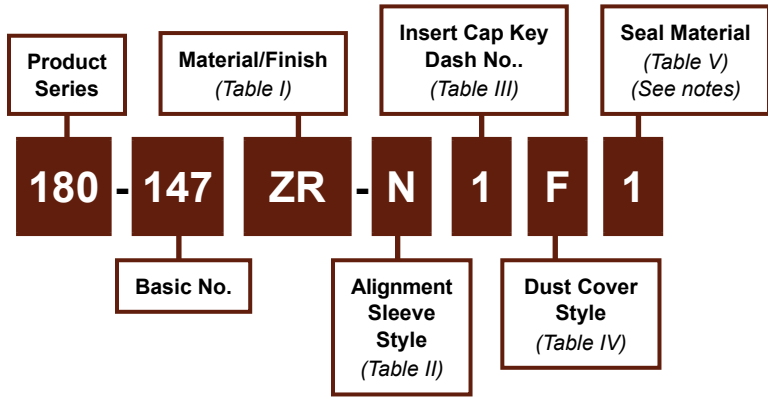 Product
Series
Material/Finish
(Table I)
Insert Cap Key
Dash No..
(Table III)
Seal Material
(Table V)
(See notes)
180 - 147 ZR - N 1 F 1
Basic No.
Alignment
Sleeve
Style
(Table II)
Dust Cover
Style
(Table IV)